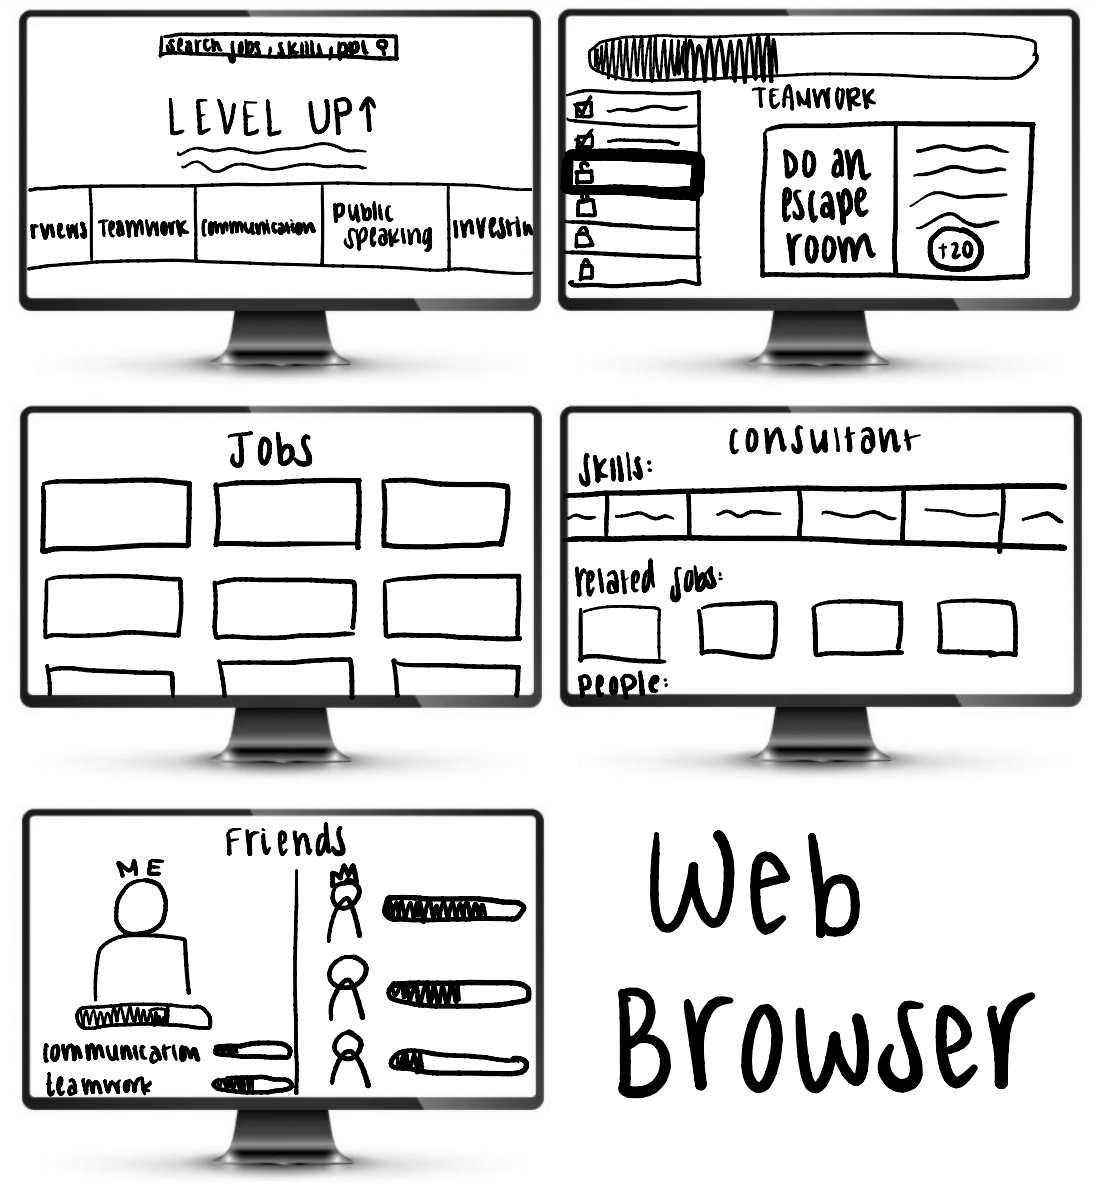 search jobs, skills, ppl
LEVEL UP↑
rviews
Teamwork
communication
public
speaking
investin
TEAMWORK
DO an
escape
room
+20
Jobs
consultant
skills:
related jobs:
people:
Friends
ME
communication
teamwork
Web
Browser